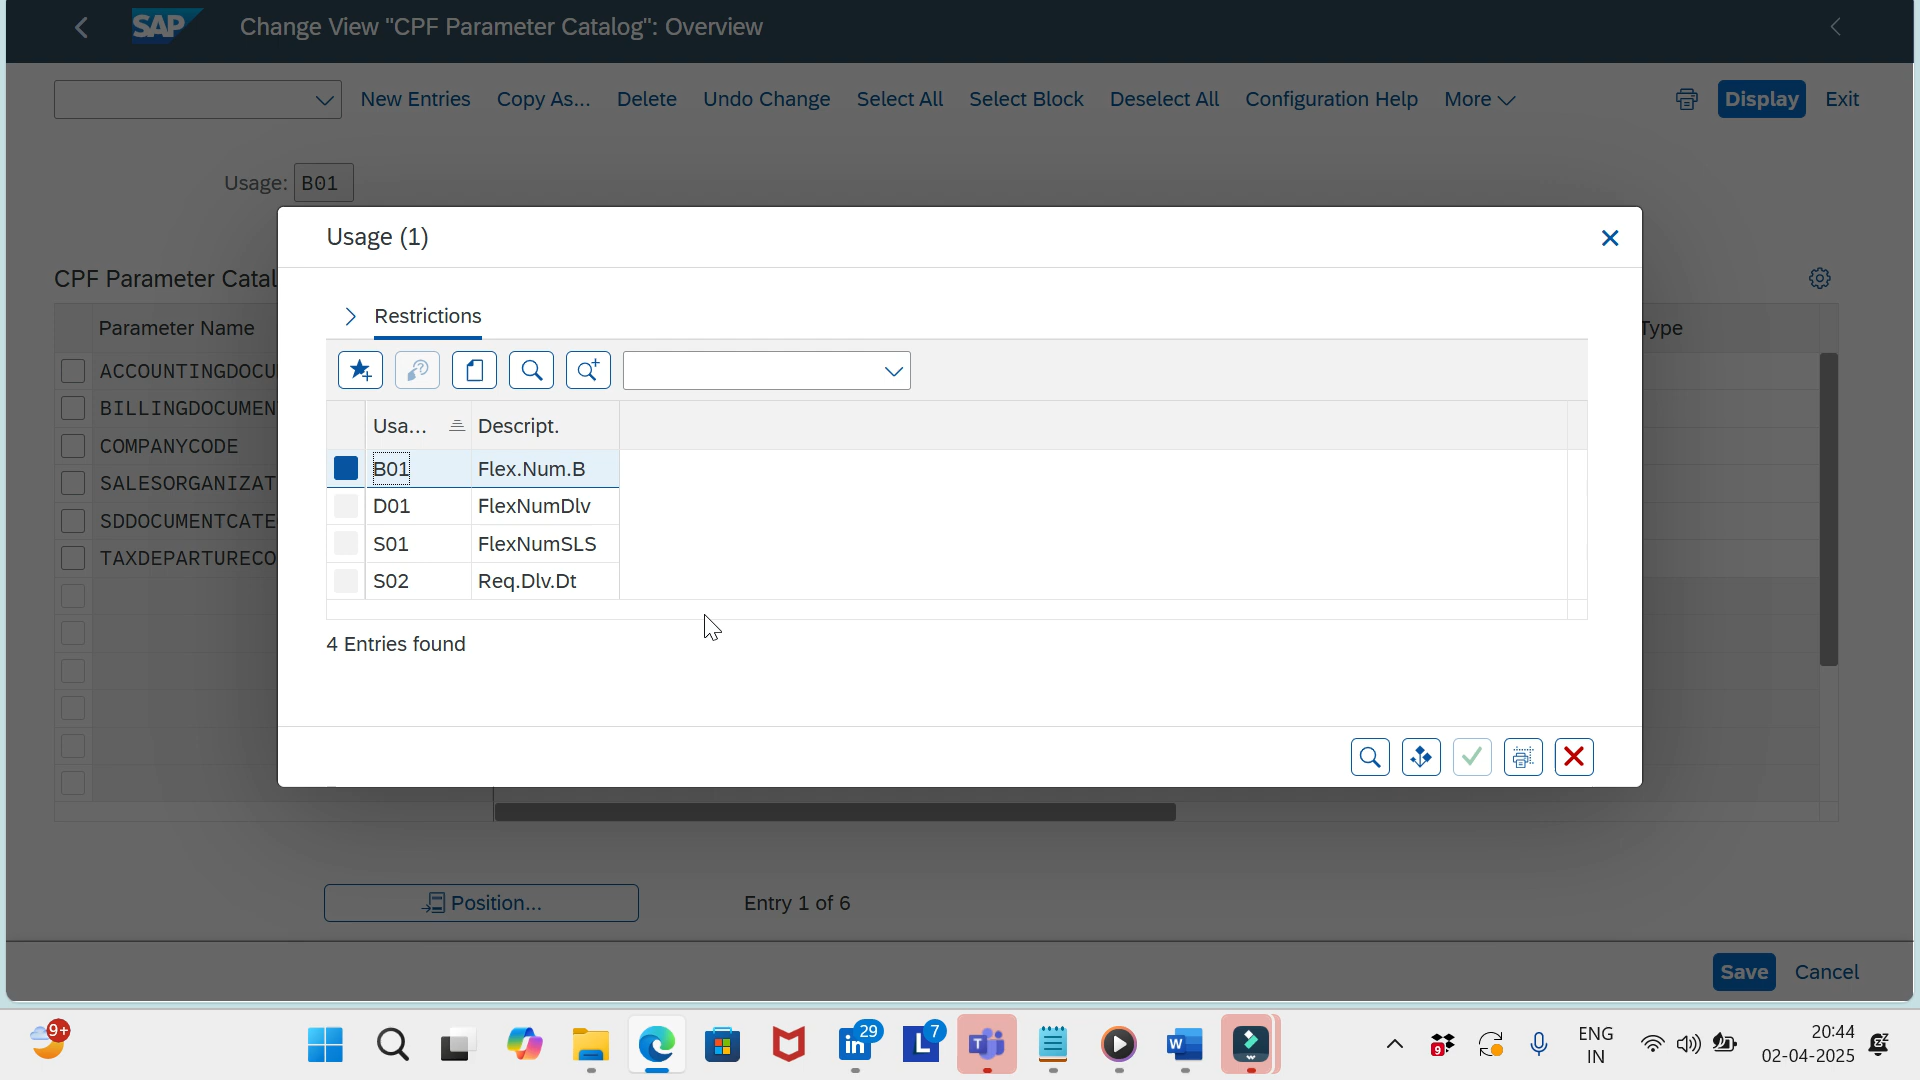 SAP Change View "CPF Parameter Catalog": Overview
New Entries Copy As... Delete Undo Change Select All Select Block Deselect All Configuration Help More Display Exit
Usage: B01
Usage (1)
CPF Parameter Catal
Restrictions
Parameter Name
Type
ACCOUNTINGDOCU
BILLINGDOCUMEN
COMPANYCODE
SALESORGANIZAT
SDDOCUMENTCATE
TAXDEPARTURECO
Usa... Descript.
B01 Flex.Num.B
D01 FlexNumDlv
S01 FlexNumSLS
S02 Req.Dlv.Dt
4 Entries found
Position... Entry 1 of 6
Save Cancel
9+
29
7
L
T
W
9
ENG
IN
20:44
02-04-2025